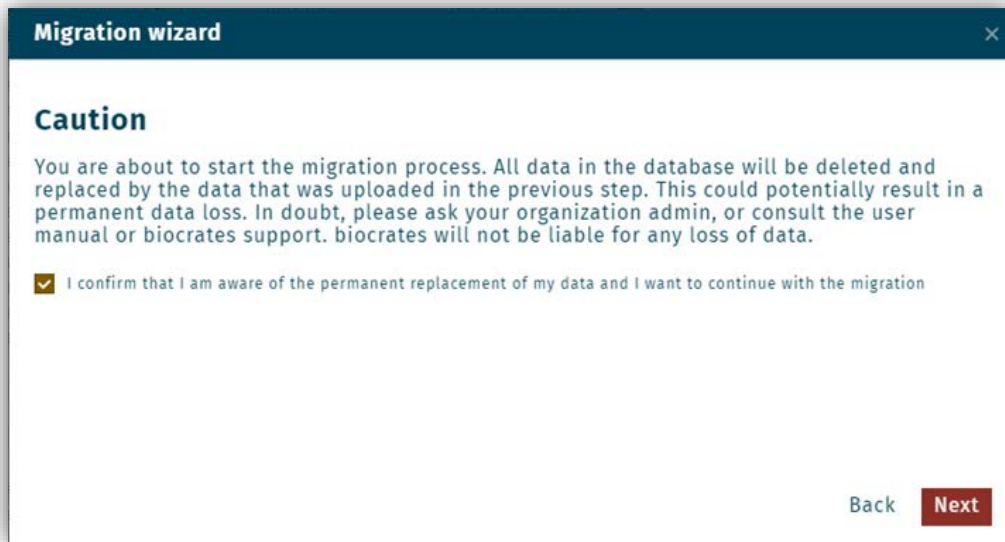 Migration wizard
×
Caution
You are about to start the migration process. All data in the database will be deleted and
replaced by the data that was uploaded in the previous step. This could potentially result in a
permanent data loss. In doubt, please ask your organization admin, or consult the user
manual or biocrates support. biocrates will not be liable for any loss of data.
I confirm that I am aware of the permanent replacement of my data and I want to continue with the migration
Back Next